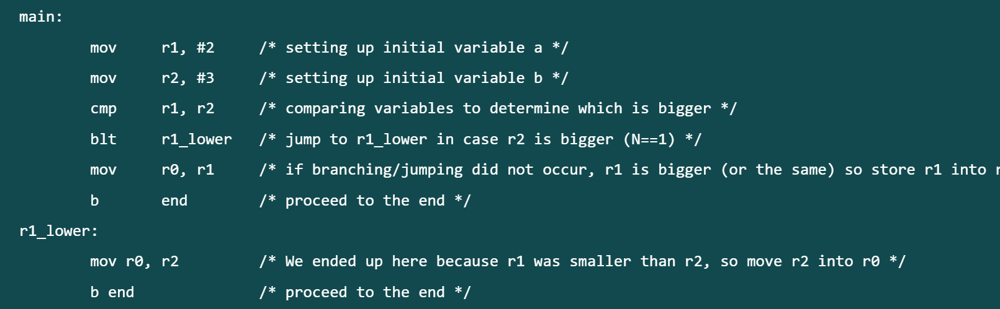 main:
mov r1, #2 /* setting up initial variable a */
mov r2, #3 /* setting up initial variable b */
cmp r1, r2 /* comparing variables to determine which is bigger */
blt r1_lower /* jump to r1_lower in case r2 is bigger (N==1) */
mov r0, r1 /* if branching/jumping did not occur, r1 is bigger (or the same) so store r1 into
b end /* proceed to the end */
r1_lower:
mov r0, r2 /* We ended up here because r1 was smaller than r2, so move r2 into r0 */
b end /* proceed to the end */